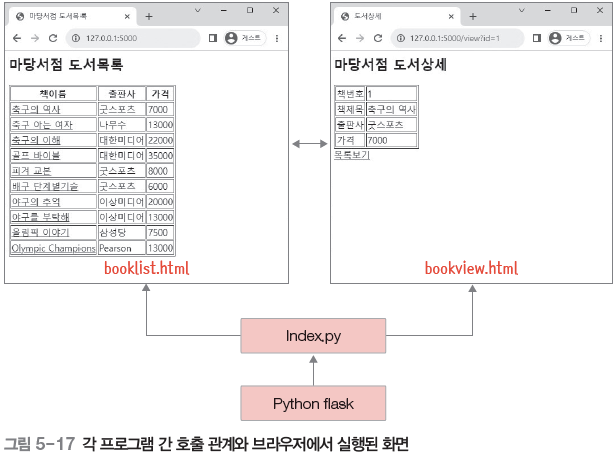 마당서점 도서목록
127.0.0.1:5000
게스트
마당서점 도서목록
책이름 출판사 가격
축구의 역사 굿스포츠 7000
축구 아는 여자 나무수 13000
축구의 이해 대한미디어 22000
골프 바이블 대한미디어 35000
피겨 교본 굿스포츠 8000
배구 단계별기술 굿스포츠 6000
야구의 추억 이상미디어 20000
야구를 부탁해 이상미디어 13000
올림픽 이야기 삼성당 7500
Olympic Champions Pearson 13000
booklist.html
도서상세
127.0.0.1:5000/view?id=1
게스트
마당서점 도서상세
책번호 1
책제목 축구의 역사
출판사 굿스포츠
가격 7000
목록보기
bookview.html
Index.py
Python flask
그림 5-17 각 프로그램 간 호출 관계와 브라우저에서 실행된 화면